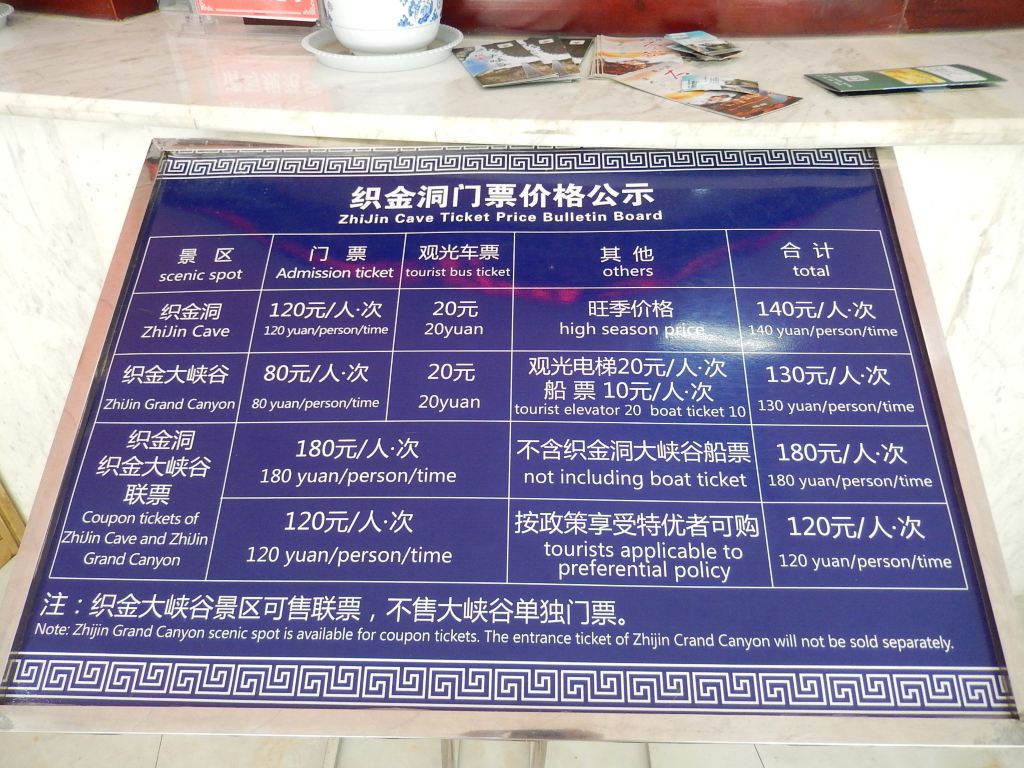 织金洞门票价格公示
ZhiJin Cave Ticket Price Bulletin Board
景 区 门 票 观光车票 其 他 合 计
scenic spot Admission ticket tourist bus ticket others total
织金洞 120元/人·次 20元 旺季价格 140元/人·次
ZhiJin Cave 120 yuan/person/time 20yuan high season price 140 yuan/person/time
织金大峡谷 80元/人·次 20元 观光电梯20元/人·次 130元/人·次
船 票 10元/人·次
ZhiJin Grand Canyon 80 yuan/person/time 20yuan tourist elevator 20 boat ticket 10 130 yuan/person/time
织金洞
织金大峡谷
联票
Coupon tickets of
ZhiJin Cave and ZhiJin
Grand Canyon
180元/人·次 不含织金洞大峡谷船票 180元/人·次
180 yuan/person/time not including boat ticket 180 yuan/person/time
120元/人·次 按政策享受特优者可购 120元/人·次
120 yuan/person/time tourists applicable to 120 yuan/person/time
preferential policy
注：织金大峡谷景区可售联票，不售大峡谷单独门票。
Note: Zhijin Grand Canyon scenic spot is available for coupon tickets. The entrance ticket of Zhijin Crand Canyon will not be sold separately.